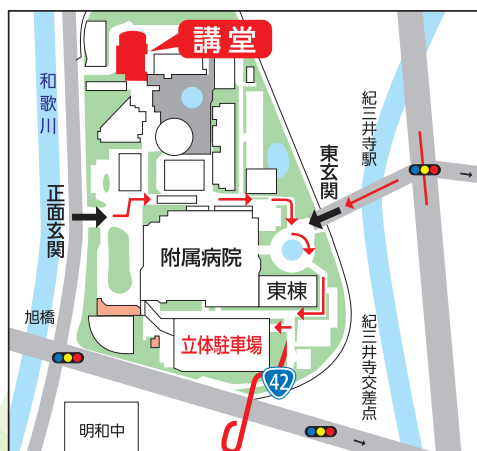 講堂
和歌川
紀三井寺駅
東玄関
正面玄関
附属病院
東棟
旭橋
立体駐車場
紀三井寺交差点
42
明和中